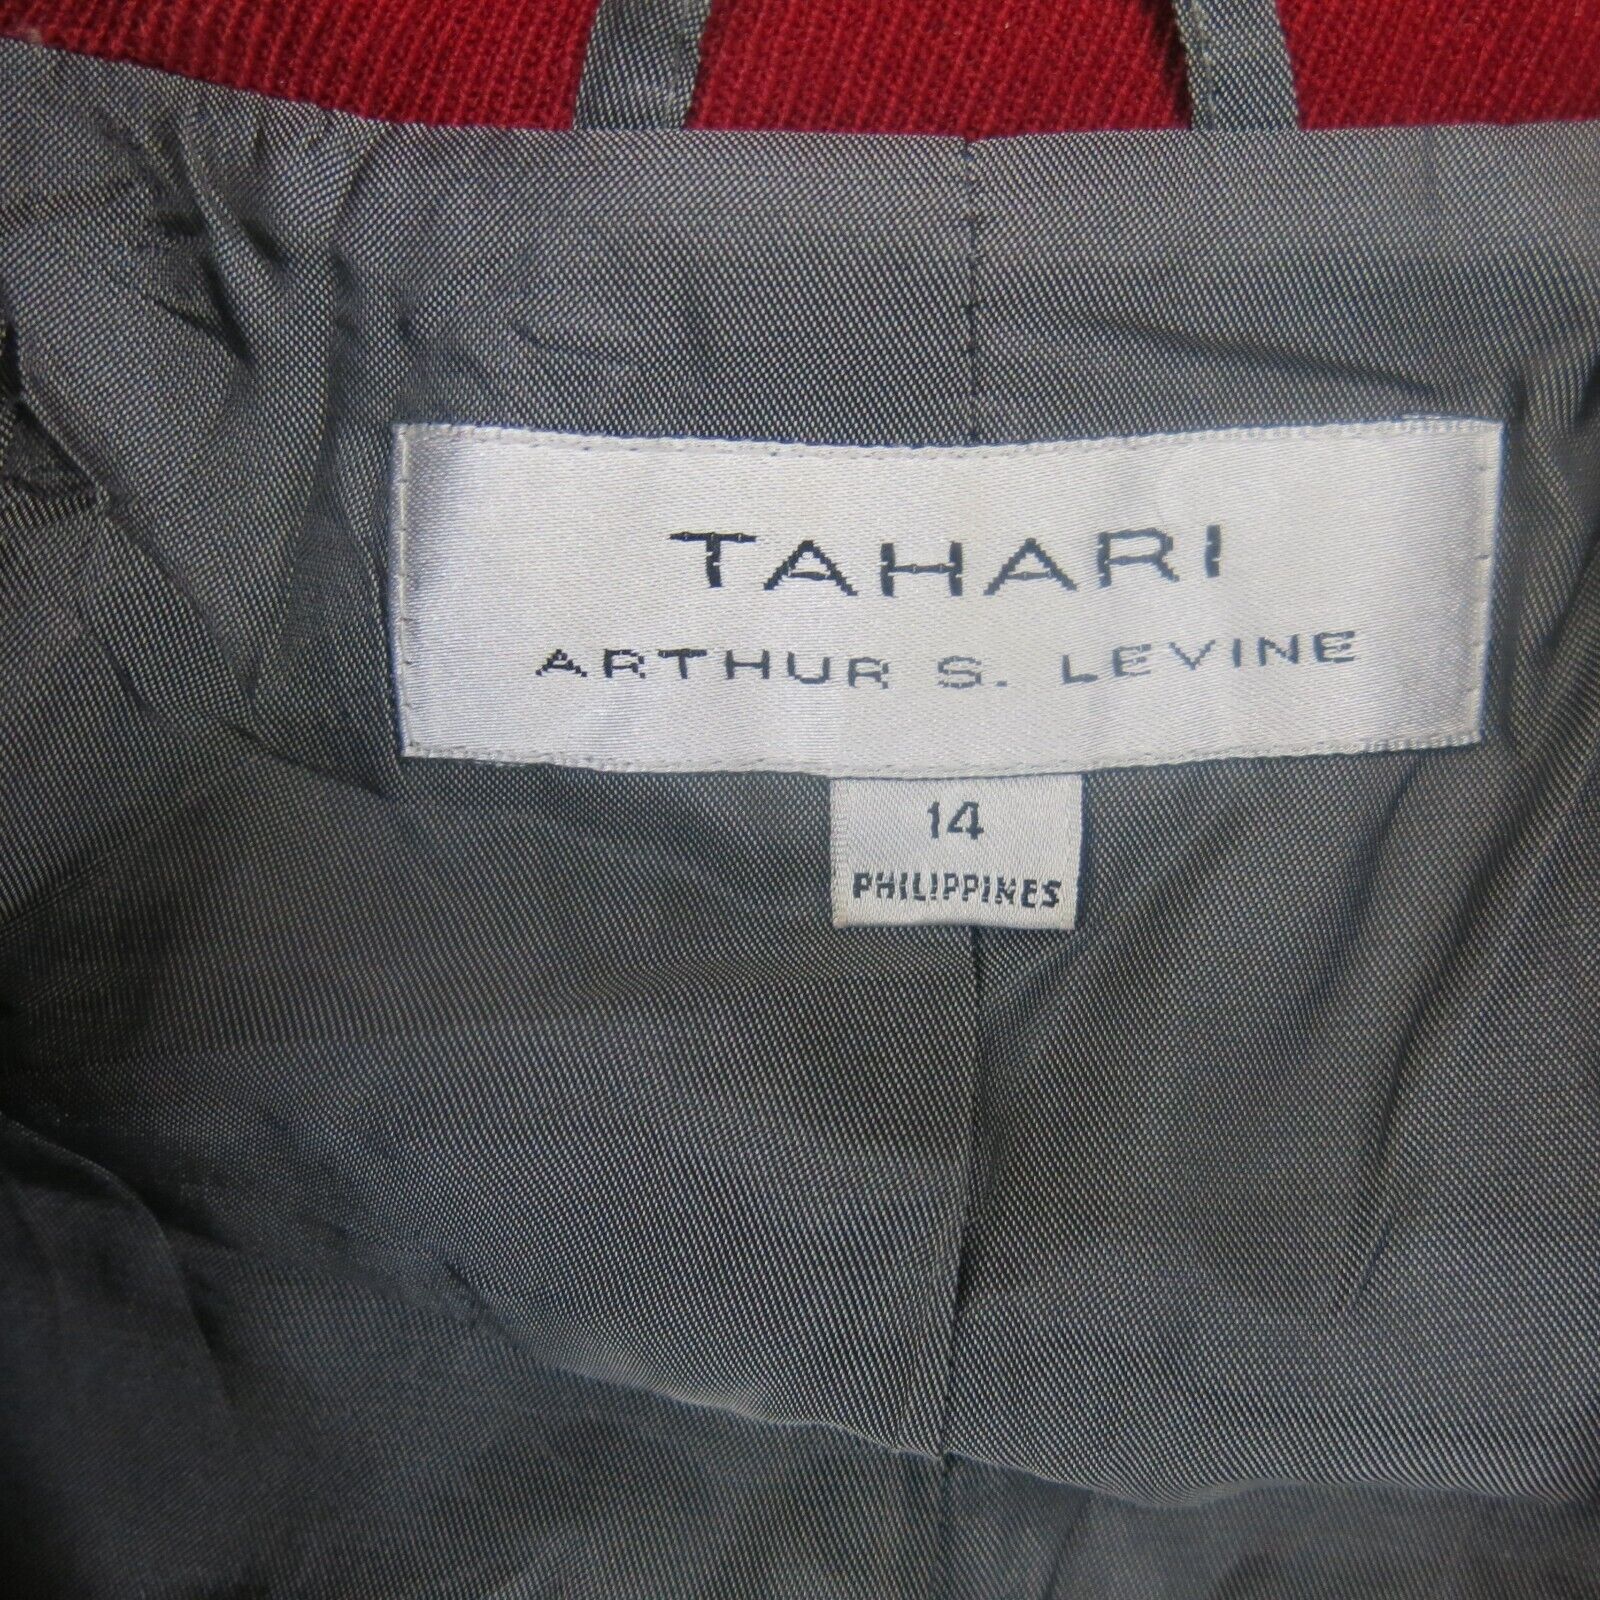 TAHARI
ARTHUR S. LEVINE
14
PHILIPPINES